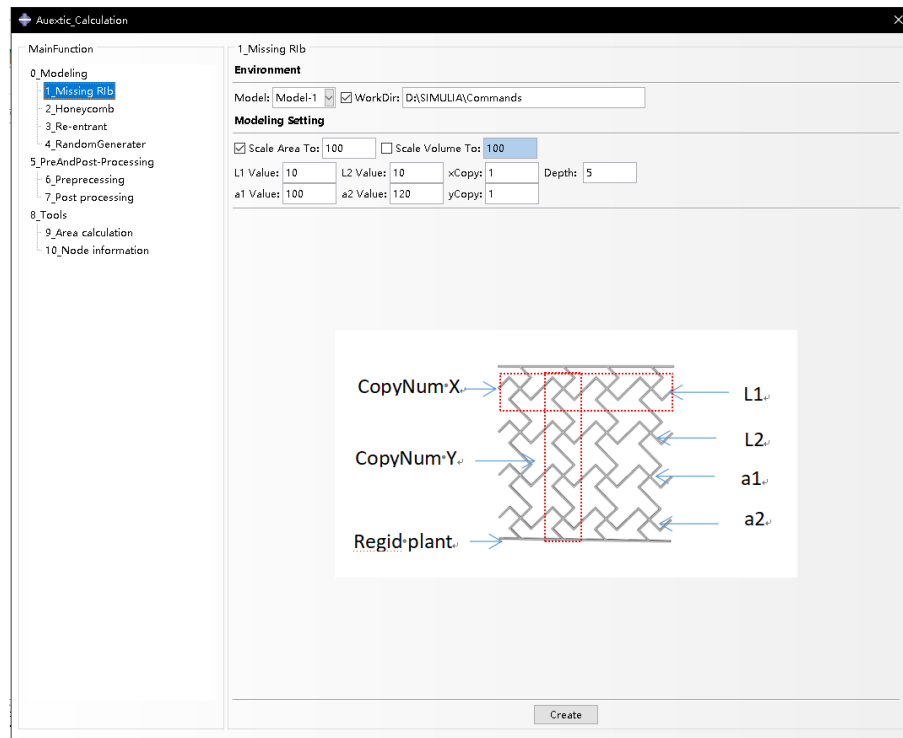 Auextic_Calculation
MainFunction
0_Modeling
1_Missing RIb
2_Honeycomb
3_Re-entrant
4_RandomGenerater
5_PreAndPost-Processing
6_Preprecessing
7_Post processing
8_Tools
9_Area calculation
10_Node information
1_Missing RIb
Environment
Model: Model-1 WorkDir: D:\SIMULIA\Commands
Modeling Setting
Scale Area To: 100 Scale Volume To: 100
L1 Value: 10 L2 Value: 10 xCopy: 1 Depth: 5
a1 Value: 100 a2 Value: 120 yCopy: 1
CopyNum X
L1
L2
CopyNum Y
a1
a2
Regid plant
Create